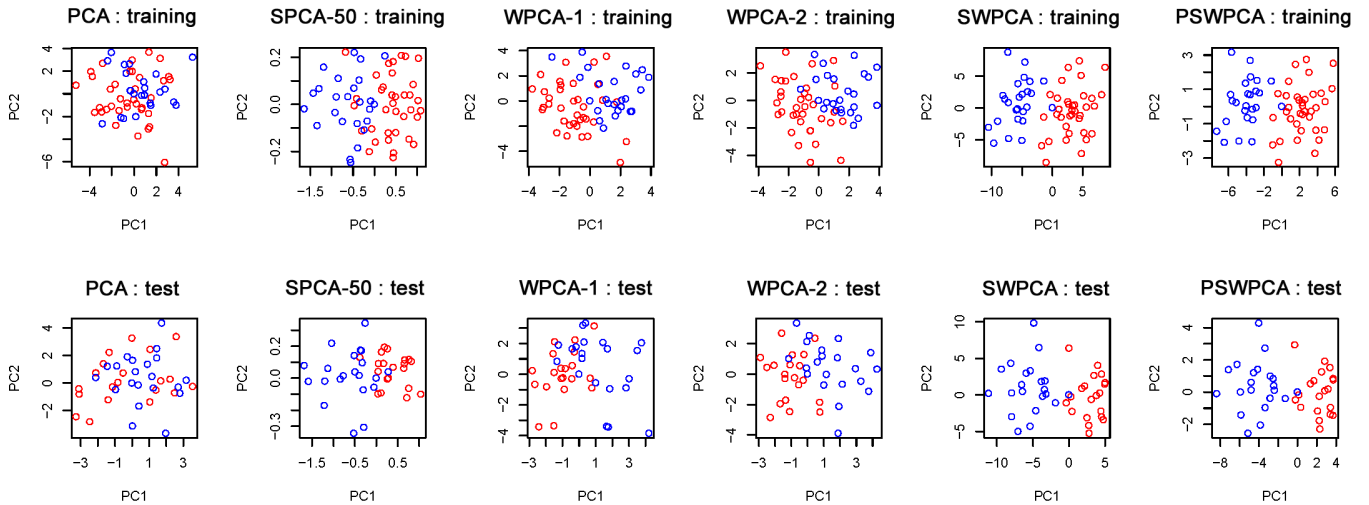 PCA : training
SPCA-50 : training
WPCA-1 : training
WPCA-2 : training
SWPCA : training
PSWPCA : training
PC2
4
2
0
−2
−6
−4
0
2
4
PC1
PC2
0.2
0.0
−0.2
−1.5
−0.5
0.5
PC1
PC2
4
2
0
−4
−4
−2
0
2
4
PC1
PC2
2
0
−2
−4
−4
−2
0
2
4
PC1
PC2
5
0
−5
−10
−5
0
5
PC1
PC2
3
1
−1
−3
−6
−2
0
2
4
6
PC1
PCA : test
SPCA-50 : test
WPCA-1 : test
WPCA-2 : test
SWPCA : test
PSWPCA : test
PC2
4
2
0
−2
−3
−1
1
3
PC1
PC2
0.2
0.0
−0.3
−1.5
−0.5
0.5
PC1
PC2
3
1
−1
−4
−2
0
2
4
PC1
PC2
2
0
−2
−4
−3
−1
1
3
PC1
PC2
10
5
0
−5
−10
−5
0
5
PC1
PC2
4
2
0
−2
−8
−4
0
2
4
PC1